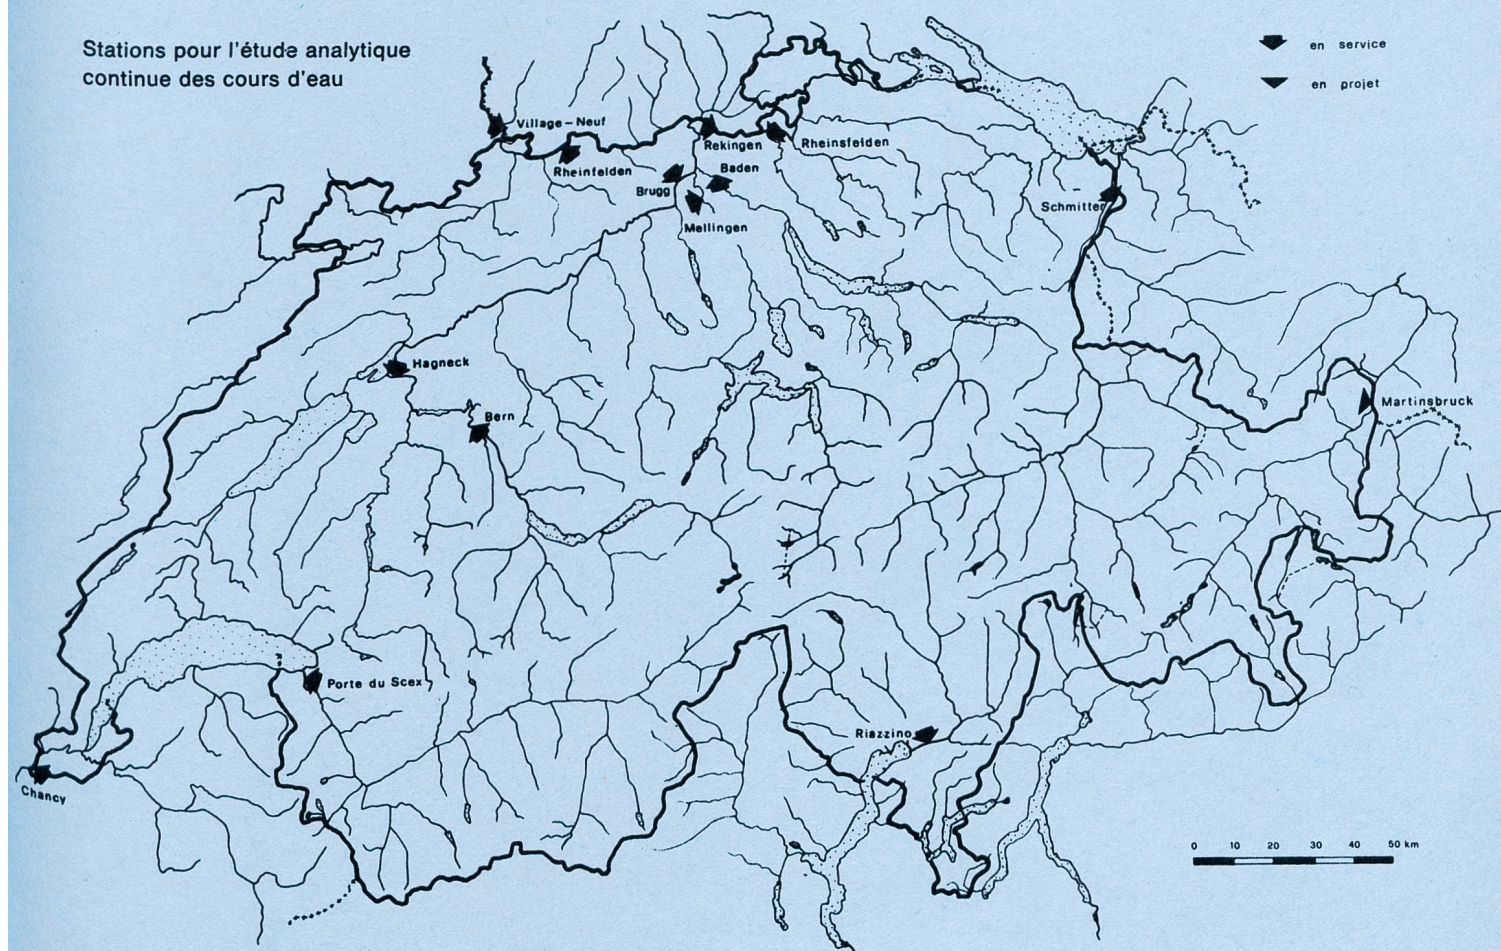 Stations pour l'étude analytique
continue des cours d'eau
en service
en projet
Village-Neuf
Rekingen
Rheinsfelden
Rheinfelden
Baden
Brugg
Schmitter
Mellingen
Hagneck
Martinsbruck
Bern
Porte du Scex
Riazzino
Chancy
0 10 20 30 40 50 km